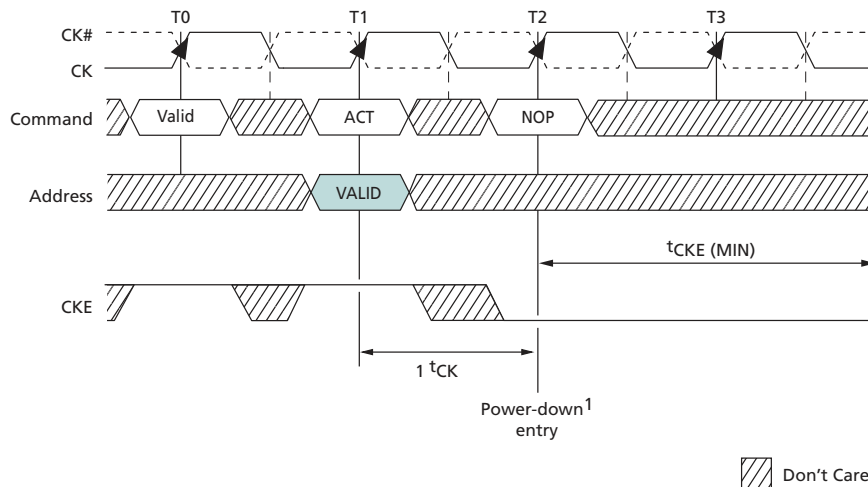 T0 T1 T2 T3
CK#
CK
Command Valid ACT NOP
Address VALID
tCKE (MIN)
CKE
1 tCK
Power-down1
entry
Don't Care